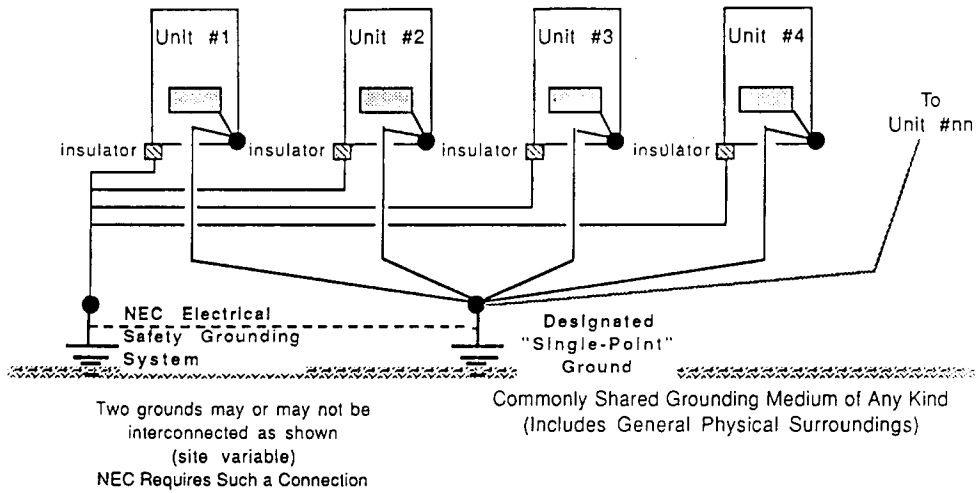 Unit #1
Unit #2
Unit #3
Unit #4
To
Unit #nn
insulator
insulator
insulator
insulator
NEC Electrical
Safety Grounding
System
Designated
"Single-Point"
Ground
Two grounds may or may not be
interconnected as shown
(site variable)
NEC Requires Such a Connection
Commonly Shared Grounding Medium of Any Kind
(Includes General Physical Surroundings)